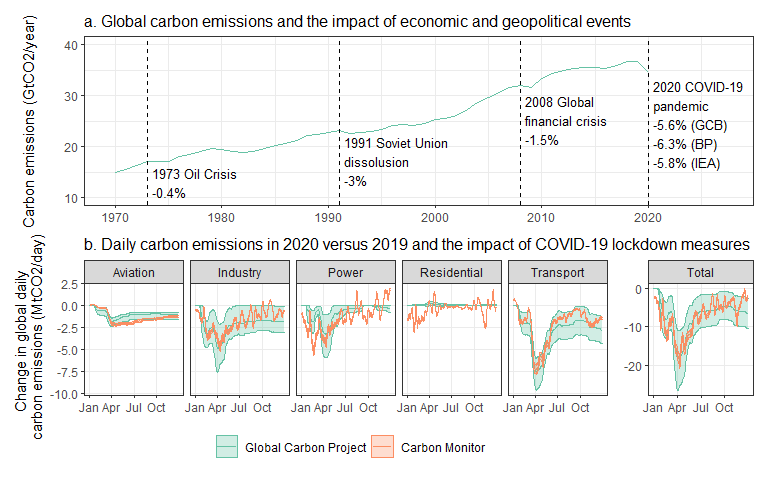 a. Global carbon emissions and the impact of economic and geopolitical events
Carbon emissions (GtCO2/year)
40
30
20
10
1973 Oil Crisis
-0.4%
1991 Soviet Union
dissolusion
-3%
2008 Global
financial crisis
-1.5%
2020 COVID-19
pandemic
-5.6% (GCB)
-6.3% (BP)
-5.8% (IEA)
1970 1980 1990 2000 2010 2020
b. Daily carbon emissions in 2020 versus 2019 and the impact of COVID-19 lockdown measures
Change in global daily
carbon emissions (MtCO2/day)
Aviation Industry Power Residential Transport Total
2.5
0.0
-2.5
-5.0
-7.5
-10.0
0
-10
-20
Jan Apr Jul Oct Jan Apr Jul Oct Jan Apr Jul Oct Jan Apr Jul Oct Jan Apr Jul Oct Jan Apr Jul Oct
Global Carbon Project Carbon Monitor